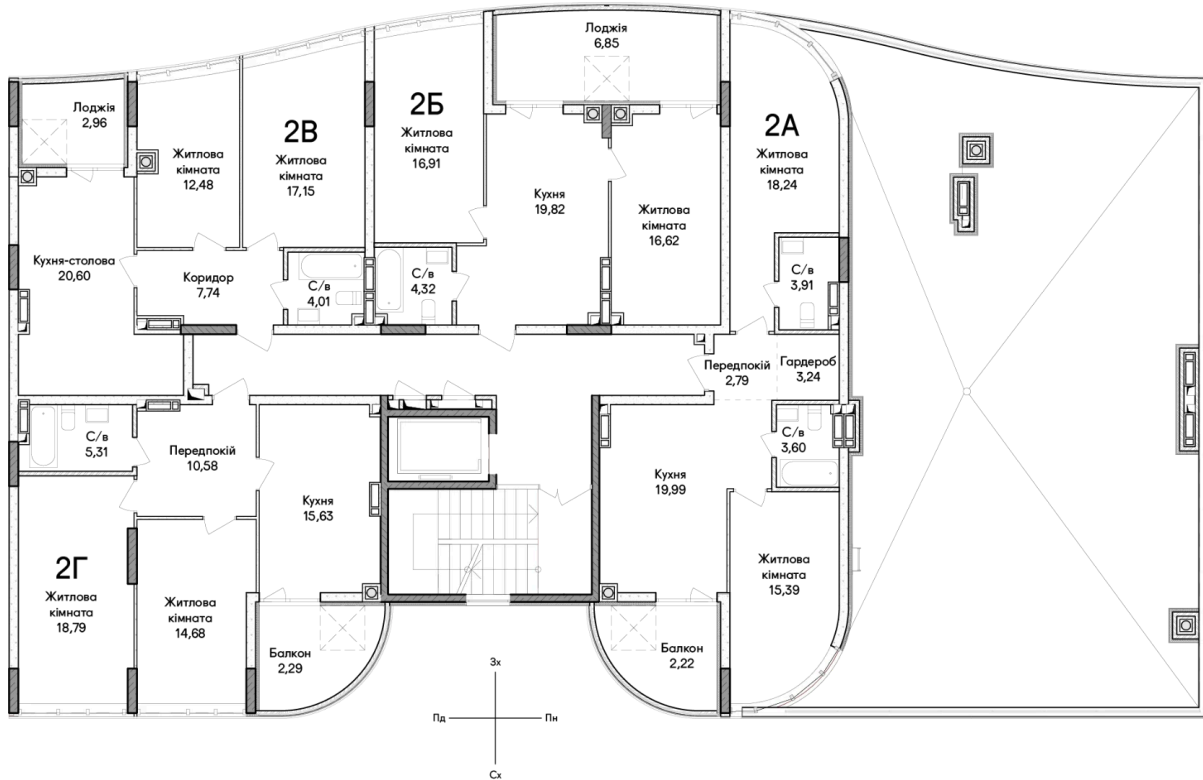 Лоджія
2,96
Житлова
кімната
12,48
2В
Житлова
кімната
17,15
2Б
Житлова
кімната
16,91
Лоджія
6,85
2А
Житлова
кімната
18,24
Кухня
19,82
Житлова
кімната
16,62
Кухня-столова
20,60
Коридор
7,74
С/в
4,01
С/в
4,32
С/в
3,91
Передпокій
2,79
Гардероб
3,24
С/в
5,31
Передпокій
10,58
Кухня
15,63
Кухня
19,99
С/в
3,60
2Г
Житлова
кімната
18,79
Житлова
кімната
14,68
Житлова
кімната
15,39
Балкон
2,29
Балкон
2,22
Зх
Пд
Пн
Сх